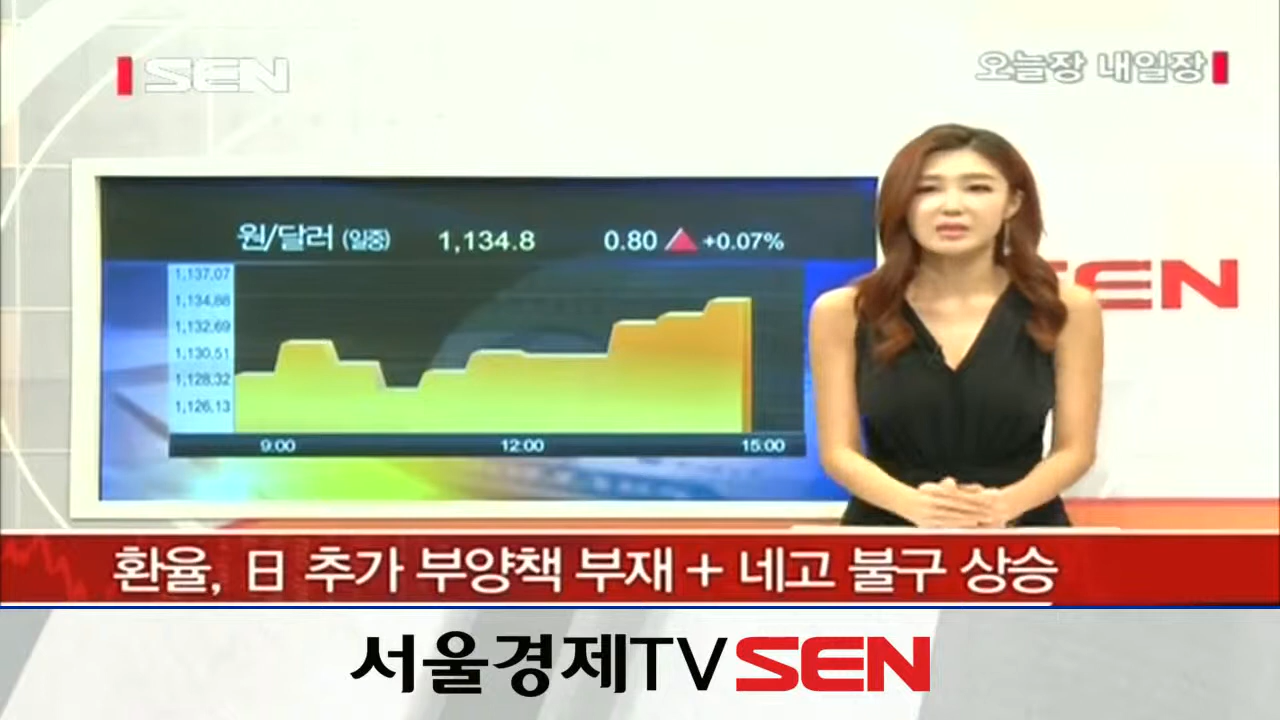 SEN
오늘장 내일장
원/달러 (일중) 1,134.8 0.80 +0.07%
1,137.07
1,134.88
1,132.69
1,130.51
1,128.32
1,126.13
9:00 12:00 15:00
SEN
환율, 日 추가 부양책 부재 + 네고 불구 상승
서울경제TV SEN